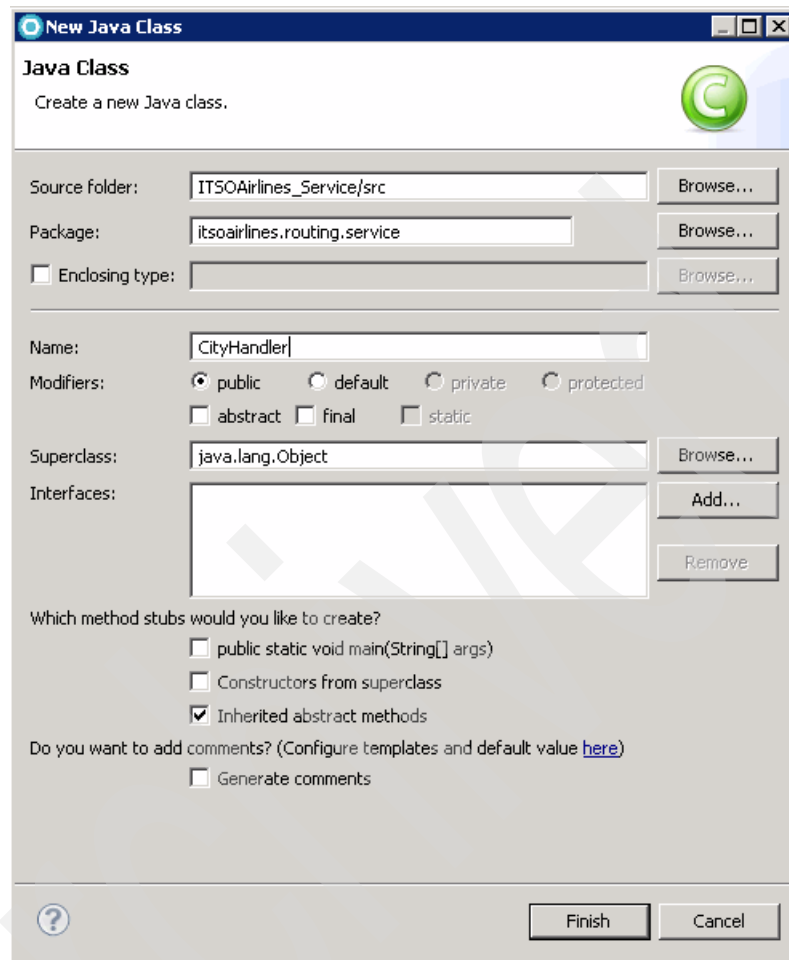 New Java Class
Java Class
Create a new Java class.
Source folder: ITSOAirlines_Service/src Browse...
Package: itsoairlines.routing.service Browse...
Enclosing type: Browse...
Name: CityHandler
Modifiers: public default private protected
abstract final static
Superclass: java.lang.Object Browse...
Interfaces: Add...
Remove
Which method stubs would you like to create?
public static void main(String[] args)
Constructors from superclass
Inherited abstract methods
Do you want to add comments? (Configure templates and default value here)
Generate comments
? Finish Cancel